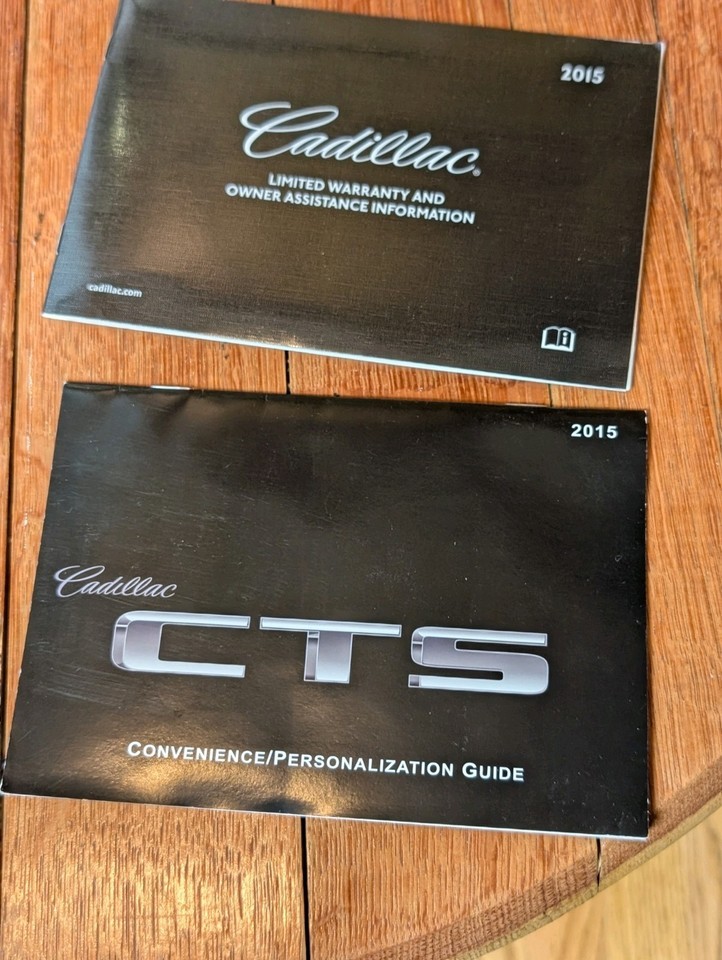 2015
Cadillac®
LIMITED WARRANTY AND
OWNER ASSISTANCE INFORMATION
cadillac.com
i
2015
Cadillac
CTS
CONVENIENCE/PERSONALIZATION GUIDE